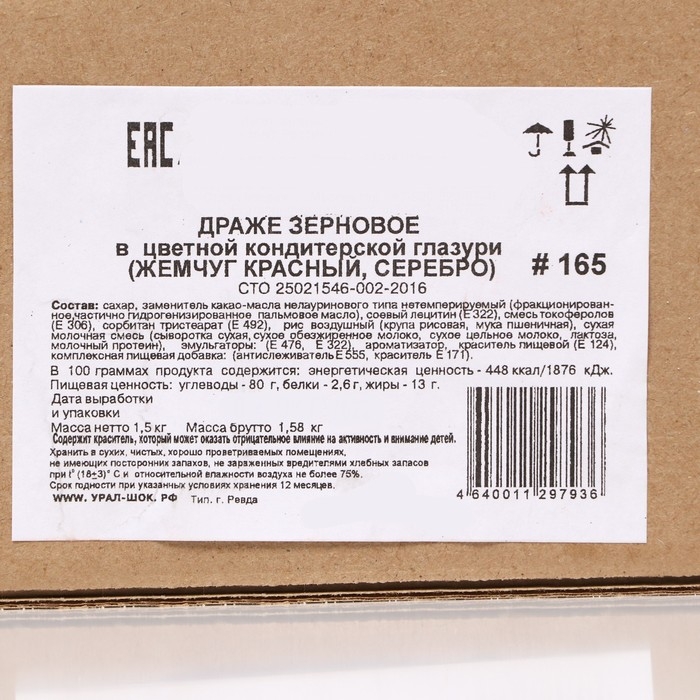 ЕАС
ДРАЖЕ ЗЕРНОВОЕ
в цветной кондитерской глазури
(ЖЕМЧУГ КРАСНЫЙ, СЕРЕБРО)
# 165
СТО 25021546-002-2016
Состав: сахар, заменитель какао-масла нелауринового типа нетемперируемый (фракционирован-
ное,частично гидрогенизированное пальмовое масло), соевый лецитин (Е 322), смесь токоферолов
(Е 306), сорбитан тристеарат (Е 492), рис воздушный (крупа рисовая, мука пшеничная), сухая
молочная смесь (сыворотка сухая,сухое обезжиренное молоко, сухое цельное молоко, лактоза,
молочный протеин), эмульгаторы: (Е 476, Е 322), ароматизатор, краситель пищевой (Е 124),
комплексная пищевая добавка: (антислеживатель Е 555, краситель Е 171).
В 100 граммах продукта содержится: энергетическая ценность - 448 ккал/1876 кДж.
Пищевая ценность: углеводы - 80 г, белки - 2,6 г, жиры - 13 г.
Дата выработки
и упаковки
Масса нетто 1,5 кг Масса брутто 1,58 кг
Содержит краситель, который может оказать отрицательное влияние на активность и внимание детей.
Хранить в сухих, чистых, хорошо проветриваемых помещениях,
не имеющих посторонних запахов, не зараженных вредителями хлебных запасов
при t° (18±3)° С и относительной влажности воздуха не более 75%.
Срок годности при указанных условиях хранения 12 месяцев.
WWW. УРАЛ-ШОК. РФ Тип. г. Ревда
4 640011 297936